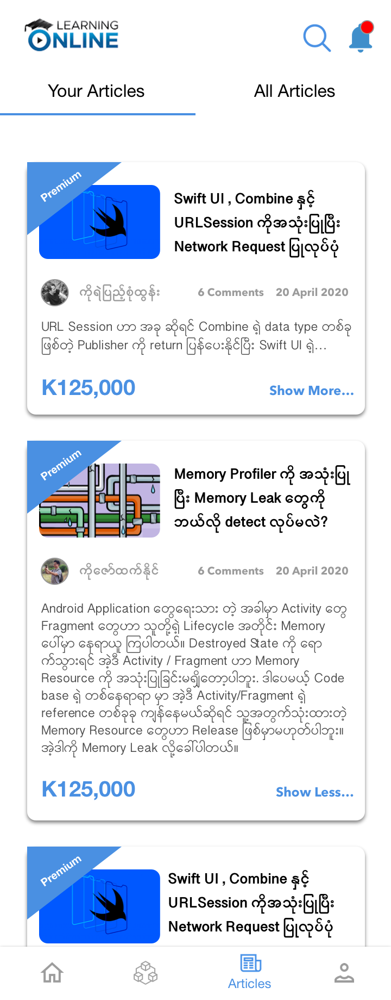 LEARNING
ONLINE
Your Articles
All Articles
Premium
Swift UI , Combine နှင့်
URLSession ကိုအသုံးပြုပြီး
Network Request ပြုလုပ်ပုံ
ကိုရဲပြည့်စုံထွန်း
6 Comments
20 April 2020
URL Session ဟာ အခု ဆိုရင် Combine ရဲ့ data type တစ်ခု
ဖြစ်တဲ့ Publisher ကို return ပြန်ပေးနိုင်ပြီး Swift UI ရဲ့...
K125,000
Show More...
Premium
Memory Profiler ကို အသုံးပြု
ပြီး Memory Leak တွေကို
ဘယ်လို detect လုပ်မလဲ?
ကိုဇော်ထက်နိုင်
6 Comments
20 April 2020
Android Application တွေရေးသား တဲ့ အခါမှာ Activity တွေ
Fragment တွေဟာ သူတို့ရဲ့ Lifecycle အတိုင်း Memory
ပေါ်မှာ နေရာယူ ကြပါတယ်။ Destroyed State ကို ရော
က်သွားရင် အဲ့ဒီ Activity / Fragment ဟာ Memory
Resource ကို အသုံးပြုခြင်းမရှိတော့ပါဘူး. ဒါပေမယ့် Code
base ရဲ့ တစ်နေရာရာ မှာ အဲ့ဒီ Activity/Fragment ရဲ့
reference တစ်ခုခု ကျန်နေမယ်ဆိုရင် သူ့အတွက်သုံးထားတဲ့
Memory Resource တွေဟာ Release ဖြစ်မှာမဟုတ်ပါဘူး။
အဲ့ဒါကို Memory Leak လို့ခေါ်ပါတယ်။
K125,000
Show Less...
Premium
Swift UI , Combine နှင့်
URLSession ကိုအသုံးပြုပြီး
Network Request ပြုလုပ်ပုံ
Articles